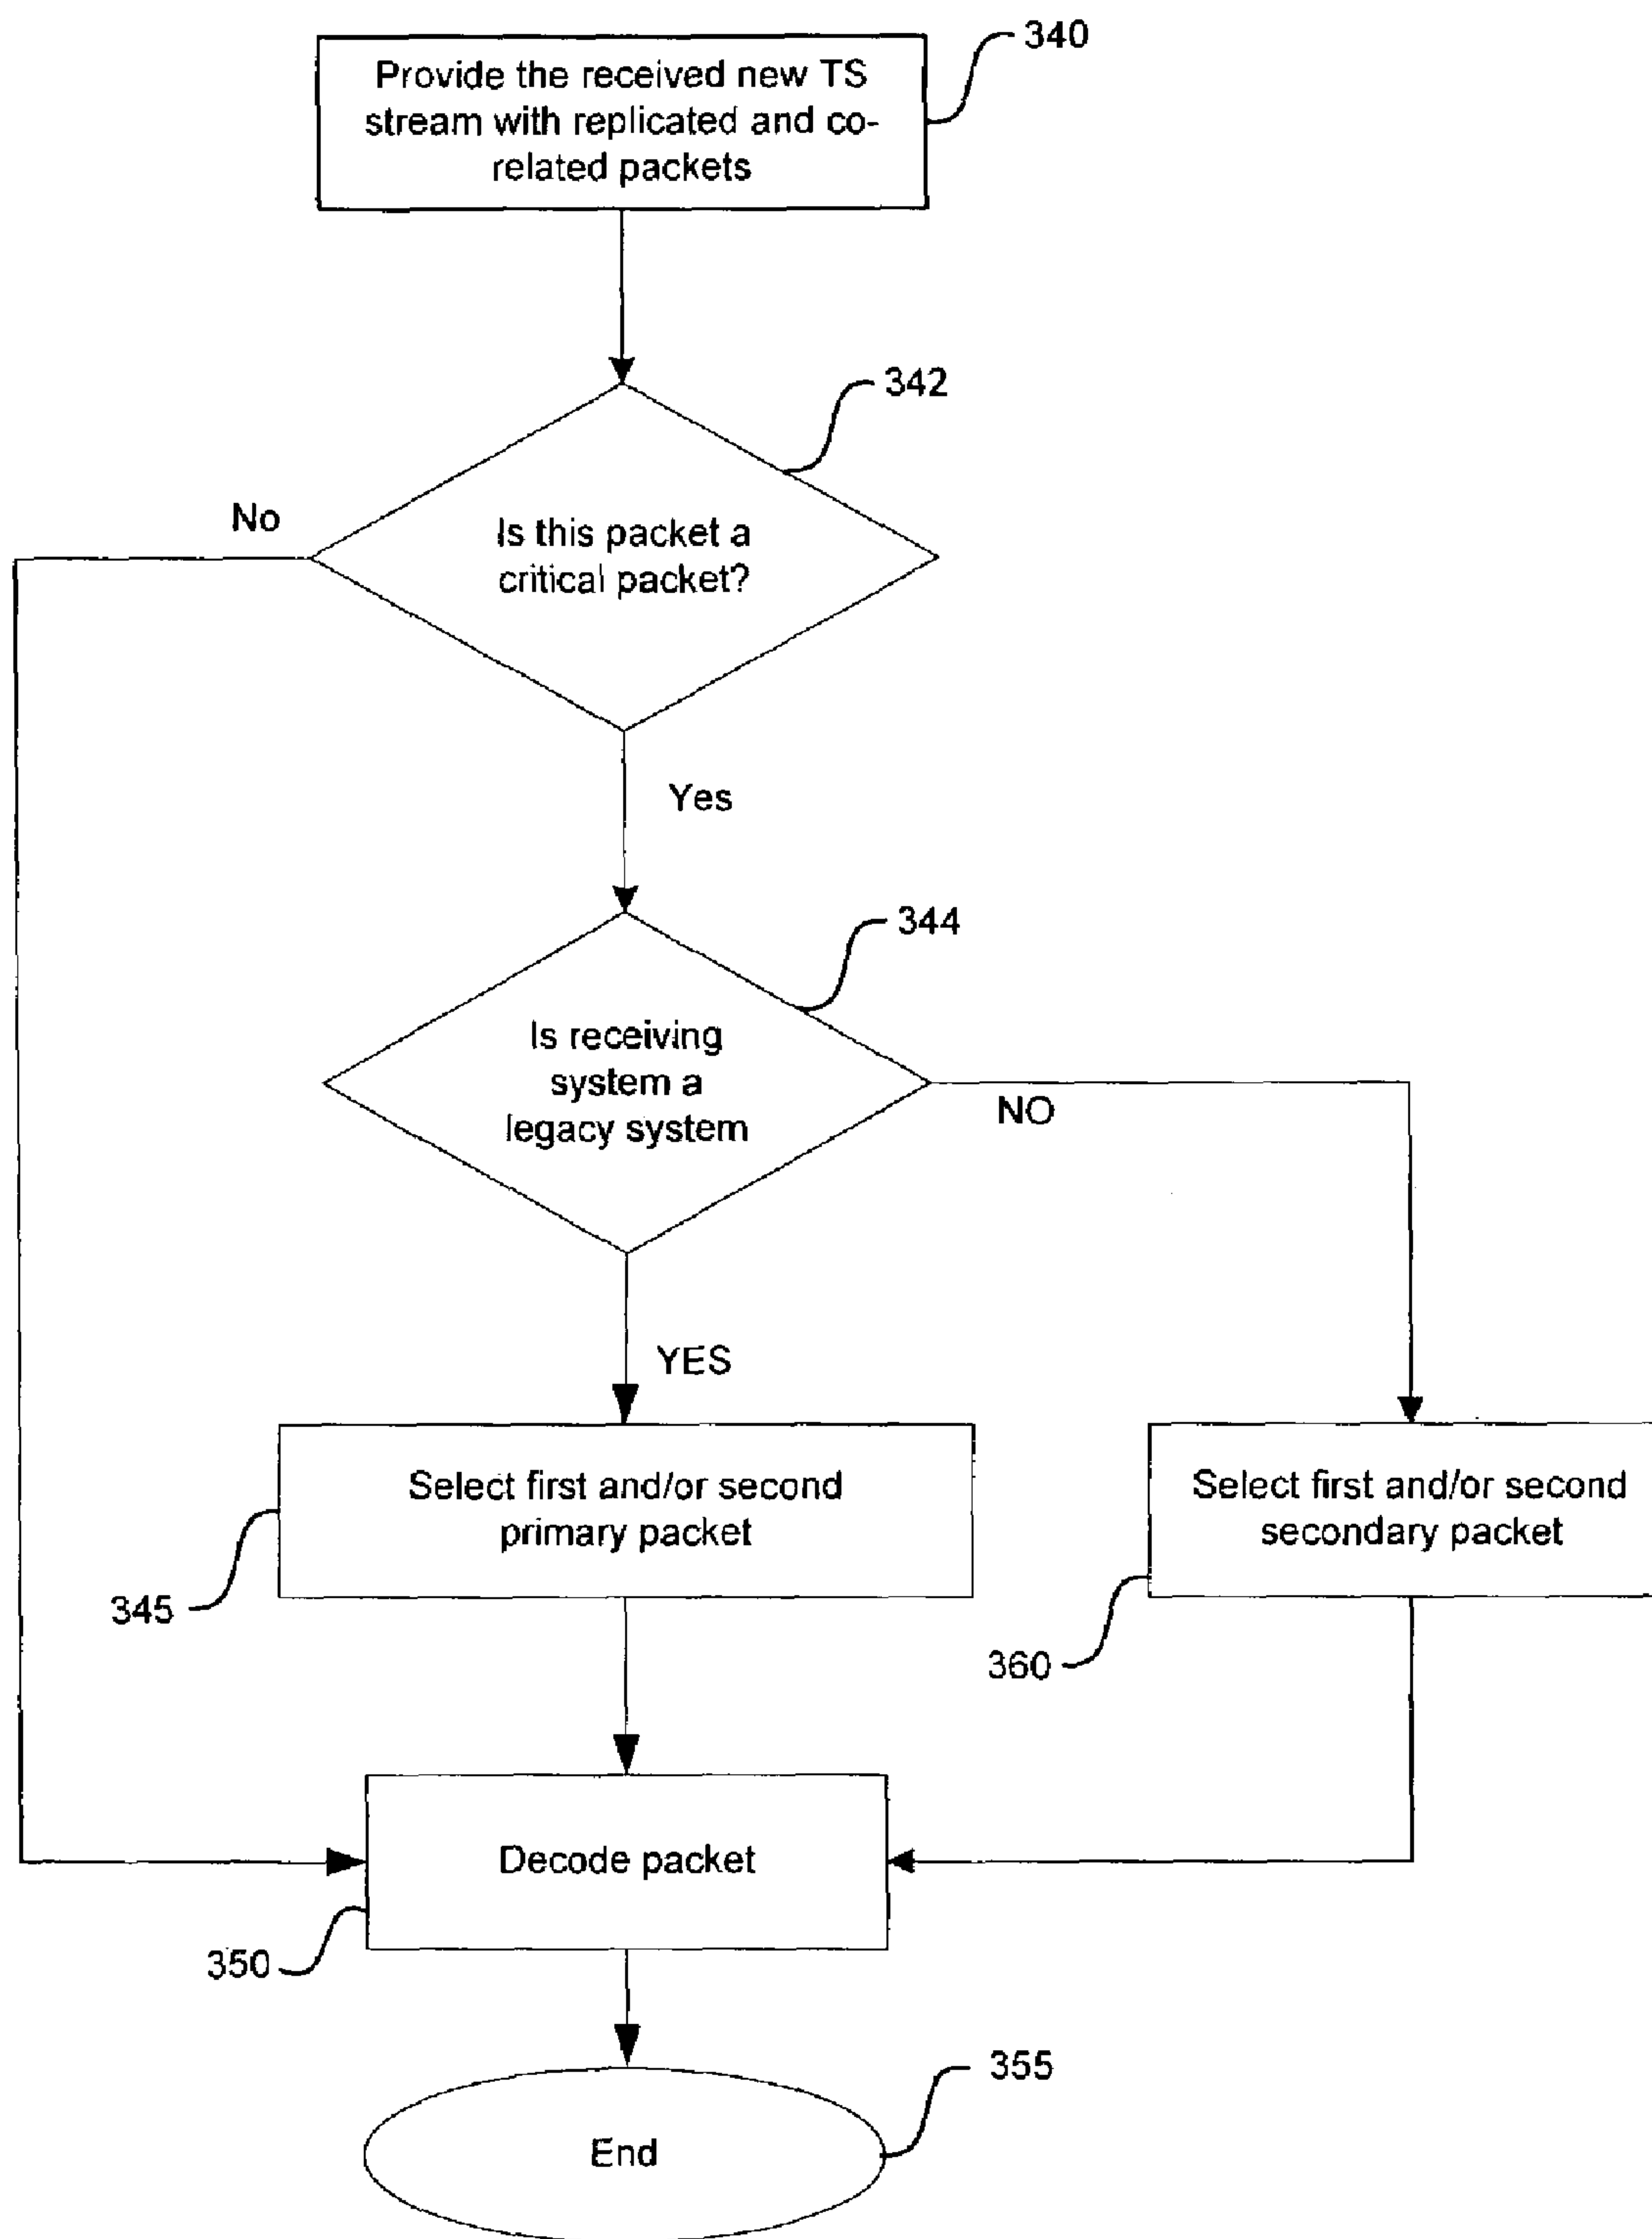 340
Provide the received new TS
stream with replicated and co-
related packets
342
No
Is this packet a
critical packet?
Yes
344
Is receiving
system a
legacy system
NO
YES
Select first and/or second
primary packet
Select first and/or second
secondary packet
345
360
Decode packet
350
355
End